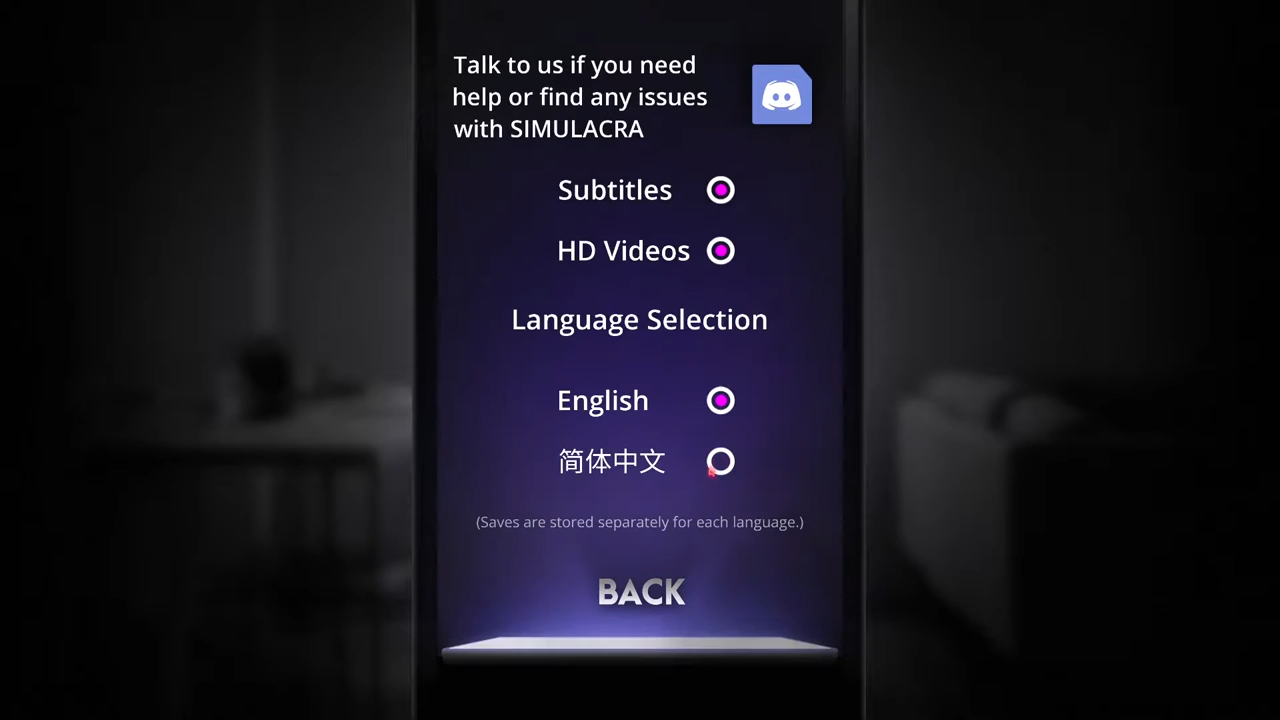 Talk to us if you need
help or find any issues
with SIMULACRA
Subtitles
HD Videos
Language Selection
English
简体中文
(Saves are stored separately for each language.)
BACK